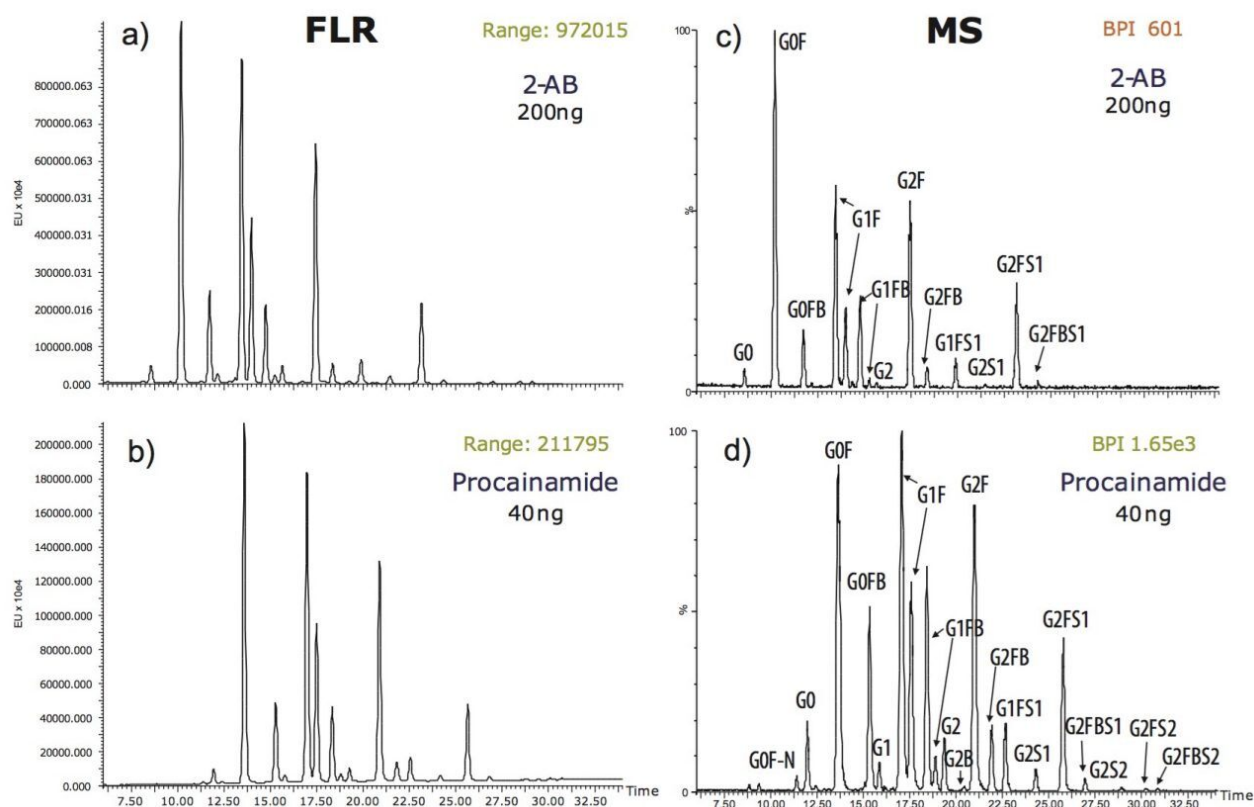 a)
FLR
Range: 972015
2-AB
200ng
800000.063
700000.063
600000.063
500000.031
400000.031
300000.031
200000.016
100000.008
0.000
EU x 10e4
c)
MS
BPI 601
2-AB
200ng
100
%
G0
G0F
G0FB
G1F
G1FB
G2
G2F
G2FB
G1FS1
G2S1
G2FS1
G2FBS1
b)
Range: 211795
Procainamide
40ng
200000.000
180000.000
160000.000
140000.000
120000.000
100000.000
80000.000
60000.000
40000.000
20000.000
0.000
EU x 10e4
7.50 10.00 12.50 15.00 17.50 20.00 22.50 25.00 27.50 30.00 32.50 Time
d)
BPI 1.65e3
Procainamide
40ng
100
%
G0F-N
G0
G0F
G0FB
G1
G1F
G1FB
G2
G2B
G2F
G2FB
G1FS1
G2S1
G2FS1
G2FBS1
G2S2
G2FS2
G2FBS2
7.50 10.00 12.50 15.00 17.50 20.00 22.50 25.00 27.50 30.00 32.50 Time